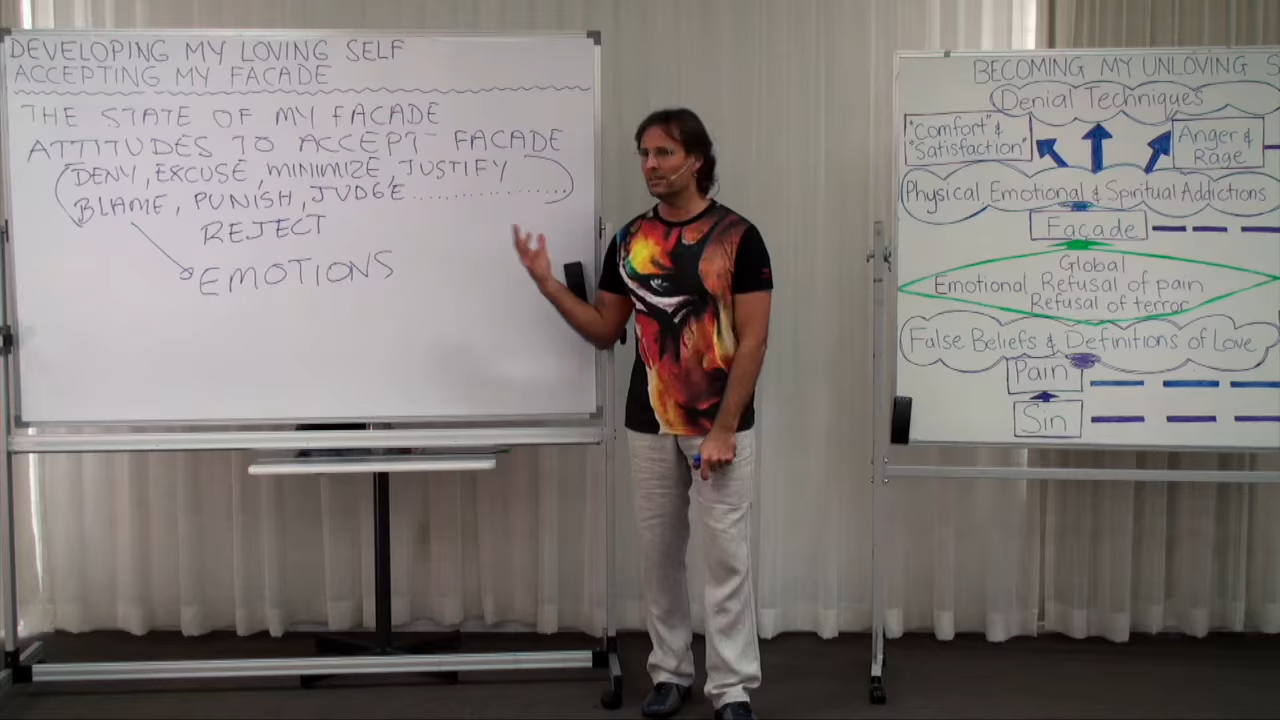 DEVELOPING MY LOVING SELF
ACCEPTING MY FACADE
THE STATE OF MY FACADE
ATTITUDES TO ACCEPT FACADE
(DENY, EXCUSE, MINIMIZE, JUSTIFY
BLAME, PUNISH, JUDGE..............)
REJECT
EMOTIONS
BECOMING MY UNLOVING S
Denial Techniques
"Comfort" &
"Satisfaction"
Anger &
Rage
Physical Emotional & Spiritual Addictions
Façade
Global
Emotional Refusal of pain
Refusal of terror
False Beliefs & Definitions of Love
Pain
Sin